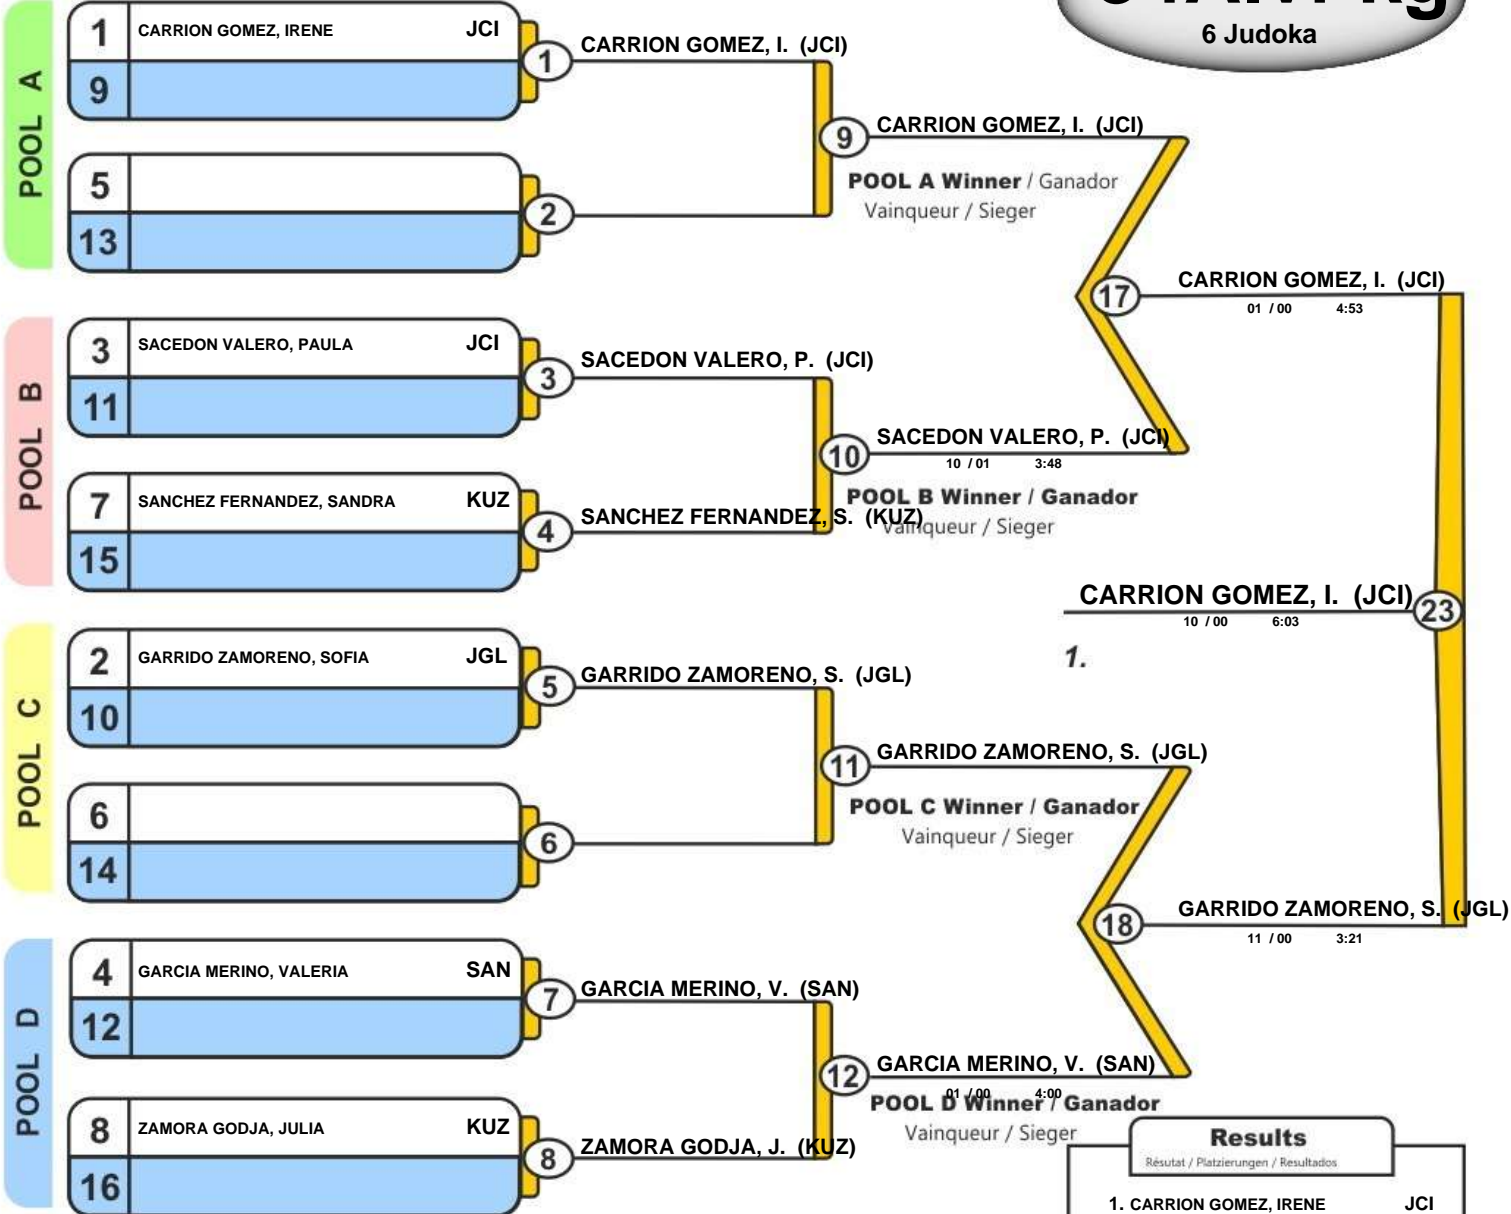 6 Judoka
POOL A
1 CARRION GOMEZ, IRENE JCI
9
5
13
1 CARRION GOMEZ, I. (JCI)
2
9 CARRION GOMEZ, I. (JCI)
POOL A Winner / Ganador
Vainqueur / Sieger
POOL B
3 SACEDON VALERO, PAULA JCI
11
7 SANCHEZ FERNANDEZ, SANDRA KUZ
15
3 SACEDON VALERO, P. (JCI)
4 SANCHEZ FERNANDEZ, S. (KUZ)
10 SACEDON VALERO, P. (JCI)
10 / 01 3:48
POOL B Winner / Ganador
Vainqueur / Sieger
17 CARRION GOMEZ, I. (JCI)
01 / 00 4:53
CARRION GOMEZ, I. (JCI) 23
10 / 00 6:03
1.
POOL C
2 GARRIDO ZAMORENO, SOFIA JGL
10
6
14
5 GARRIDO ZAMORENO, S. (JGL)
6
11 GARRIDO ZAMORENO, S. (JGL)
POOL C Winner / Ganador
Vainqueur / Sieger
18 GARRIDO ZAMORENO, S. (JGL)
11 / 00 3:21
POOL D
4 GARCIA MERINO, VALERIA SAN
12
8 ZAMORA GODJA, JULIA KUZ
16
7 GARCIA MERINO, V. (SAN)
8 ZAMORA GODJA, J. (KUZ)
12 GARCIA MERINO, V. (SAN)
01 / 00 4:00
POOL D Winner / Ganador
Vainqueur / Sieger
Results
Résutat / Platzierungen / Resultados
1. CARRION GOMEZ, IRENE JCI